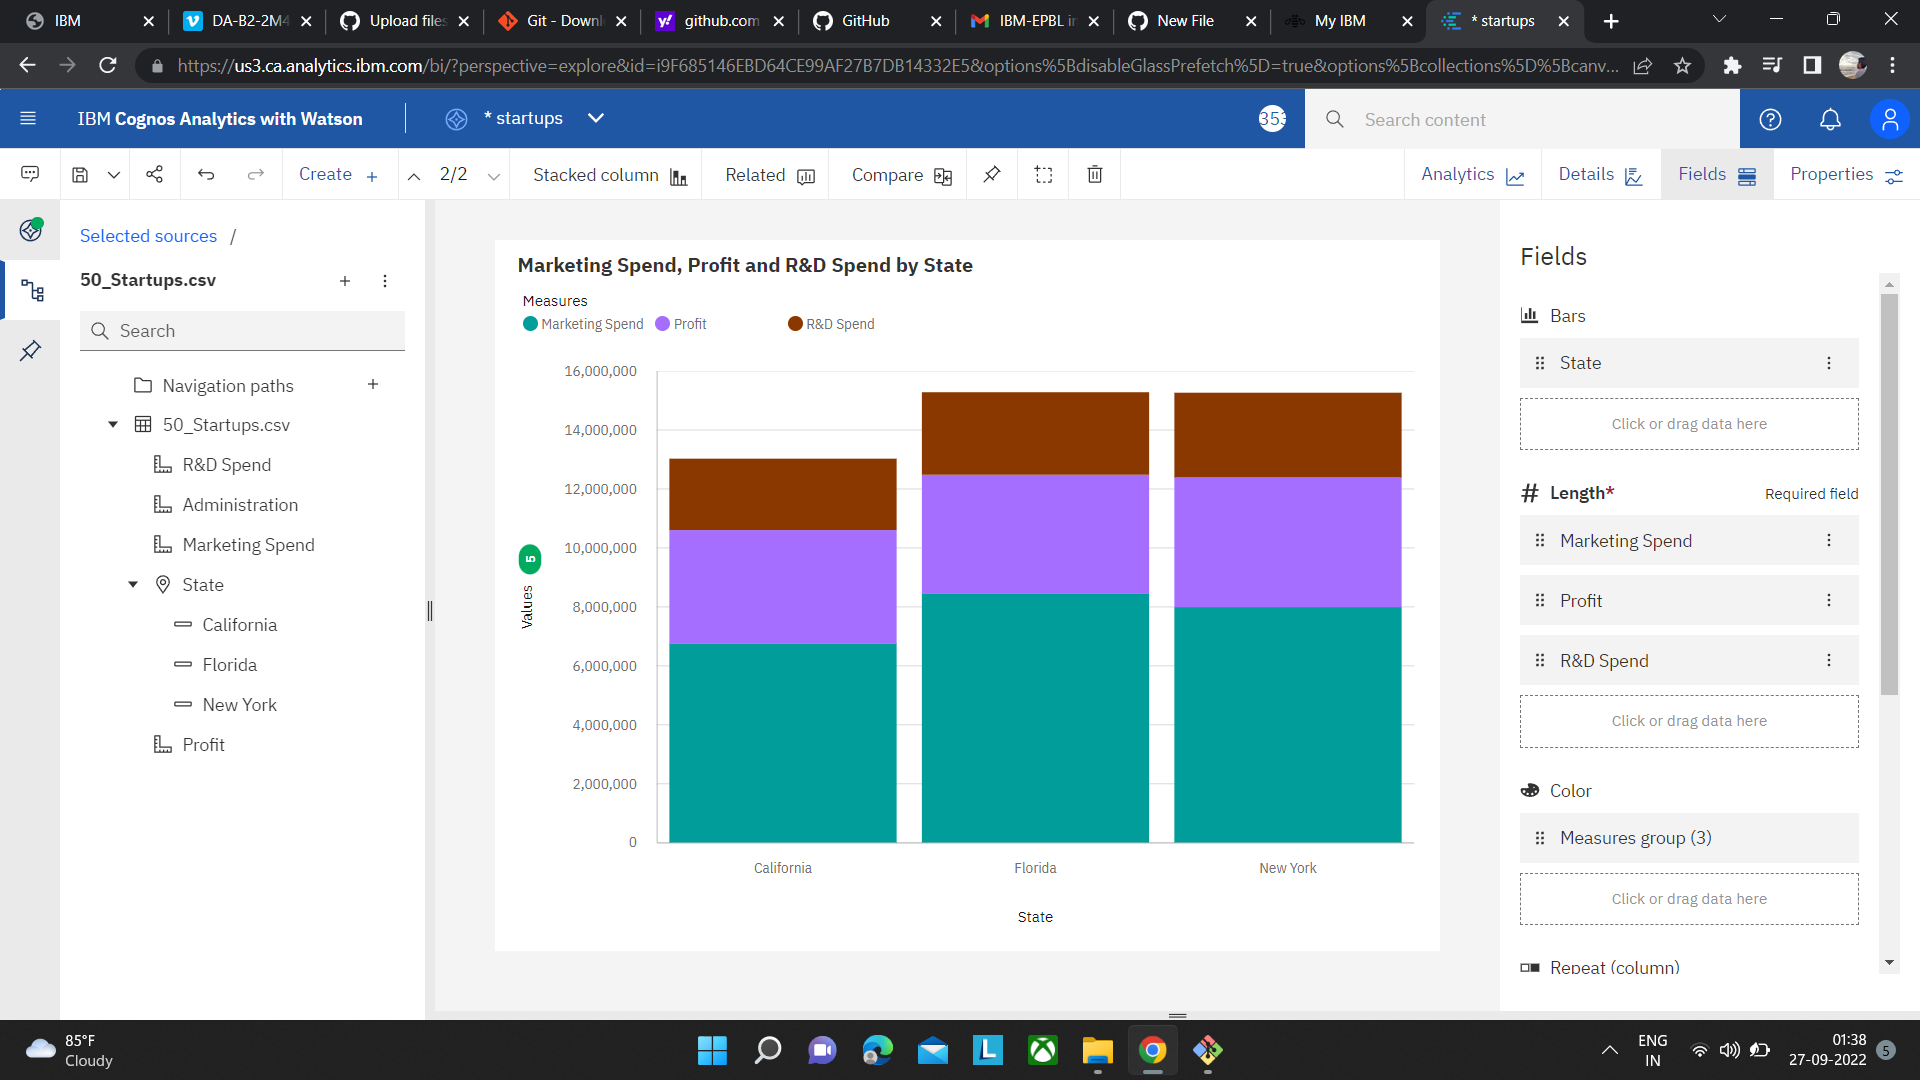 IBM
DA-B2-2M4
Upload files
Git - Downl
github.com
GitHub
IBM-EPBL in
New File
My IBM
* startups
https://us3.ca.analytics.ibm.com/bi/?perspective=explore&id=i9F685146EBD64CE99AF27B7DB14332E5&options%5BdisableGlassPrefetch%5D=true&options%5Bcollections%5D%5Bcanv...
IBM Cognos Analytics with Watson
* startups
353
Search content
Create +
2/2
Stacked column
Related
Compare
Analytics
Details
Fields
Properties
Selected sources /
50_Startups.csv
Search
Navigation paths
50_Startups.csv
R&D Spend
Administration
Marketing Spend
State
California
Florida
New York
Profit
Marketing Spend, Profit and R&D Spend by State
Measures
Marketing Spend
Profit
R&D Spend
16,000,000
14,000,000
12,000,000
10,000,000
8,000,000
6,000,000
4,000,000
2,000,000
0
5
Values
California
Florida
New York
State
Fields
Bars
State
Click or drag data here
# Length*
Required field
Marketing Spend
Profit
R&D Spend
Click or drag data here
Color
Measures group (3)
Click or drag data here
Repeat (column)
85°F
Cloudy
ENG
IN
01:38
27-09-2022
5